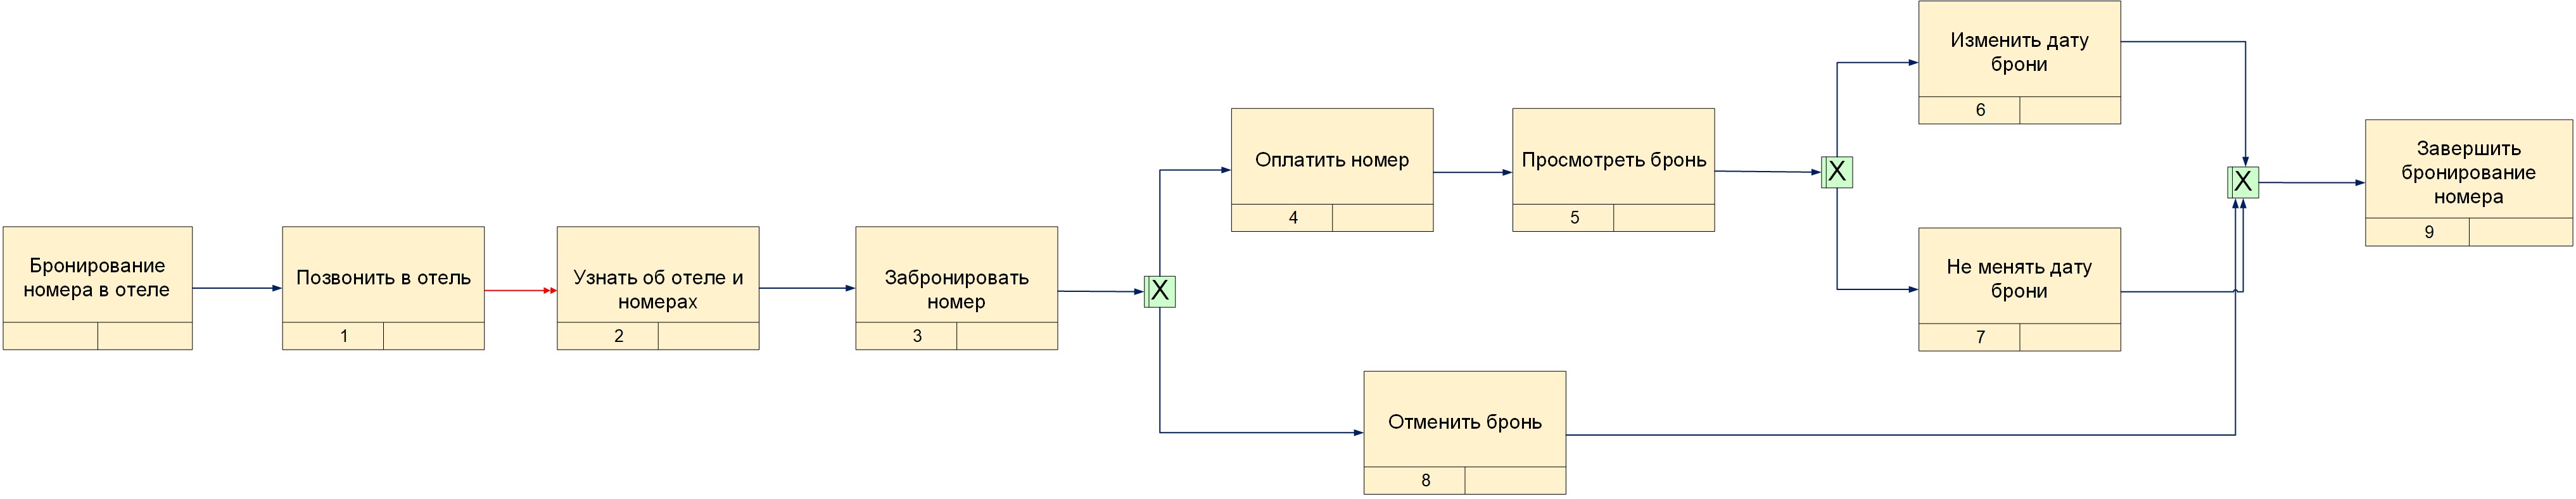 Бронирование
номера в отеле
Позвонить в отель
1
Узнать об отеле и
номерах
2
Забронировать
номер
3
X
Оплатить номер
4
Просмотреть бронь
5
X
Изменить дату
брони
6
Не менять дату
брони
7
Отменить бронь
8
X
Завершить
бронирование
номера
9